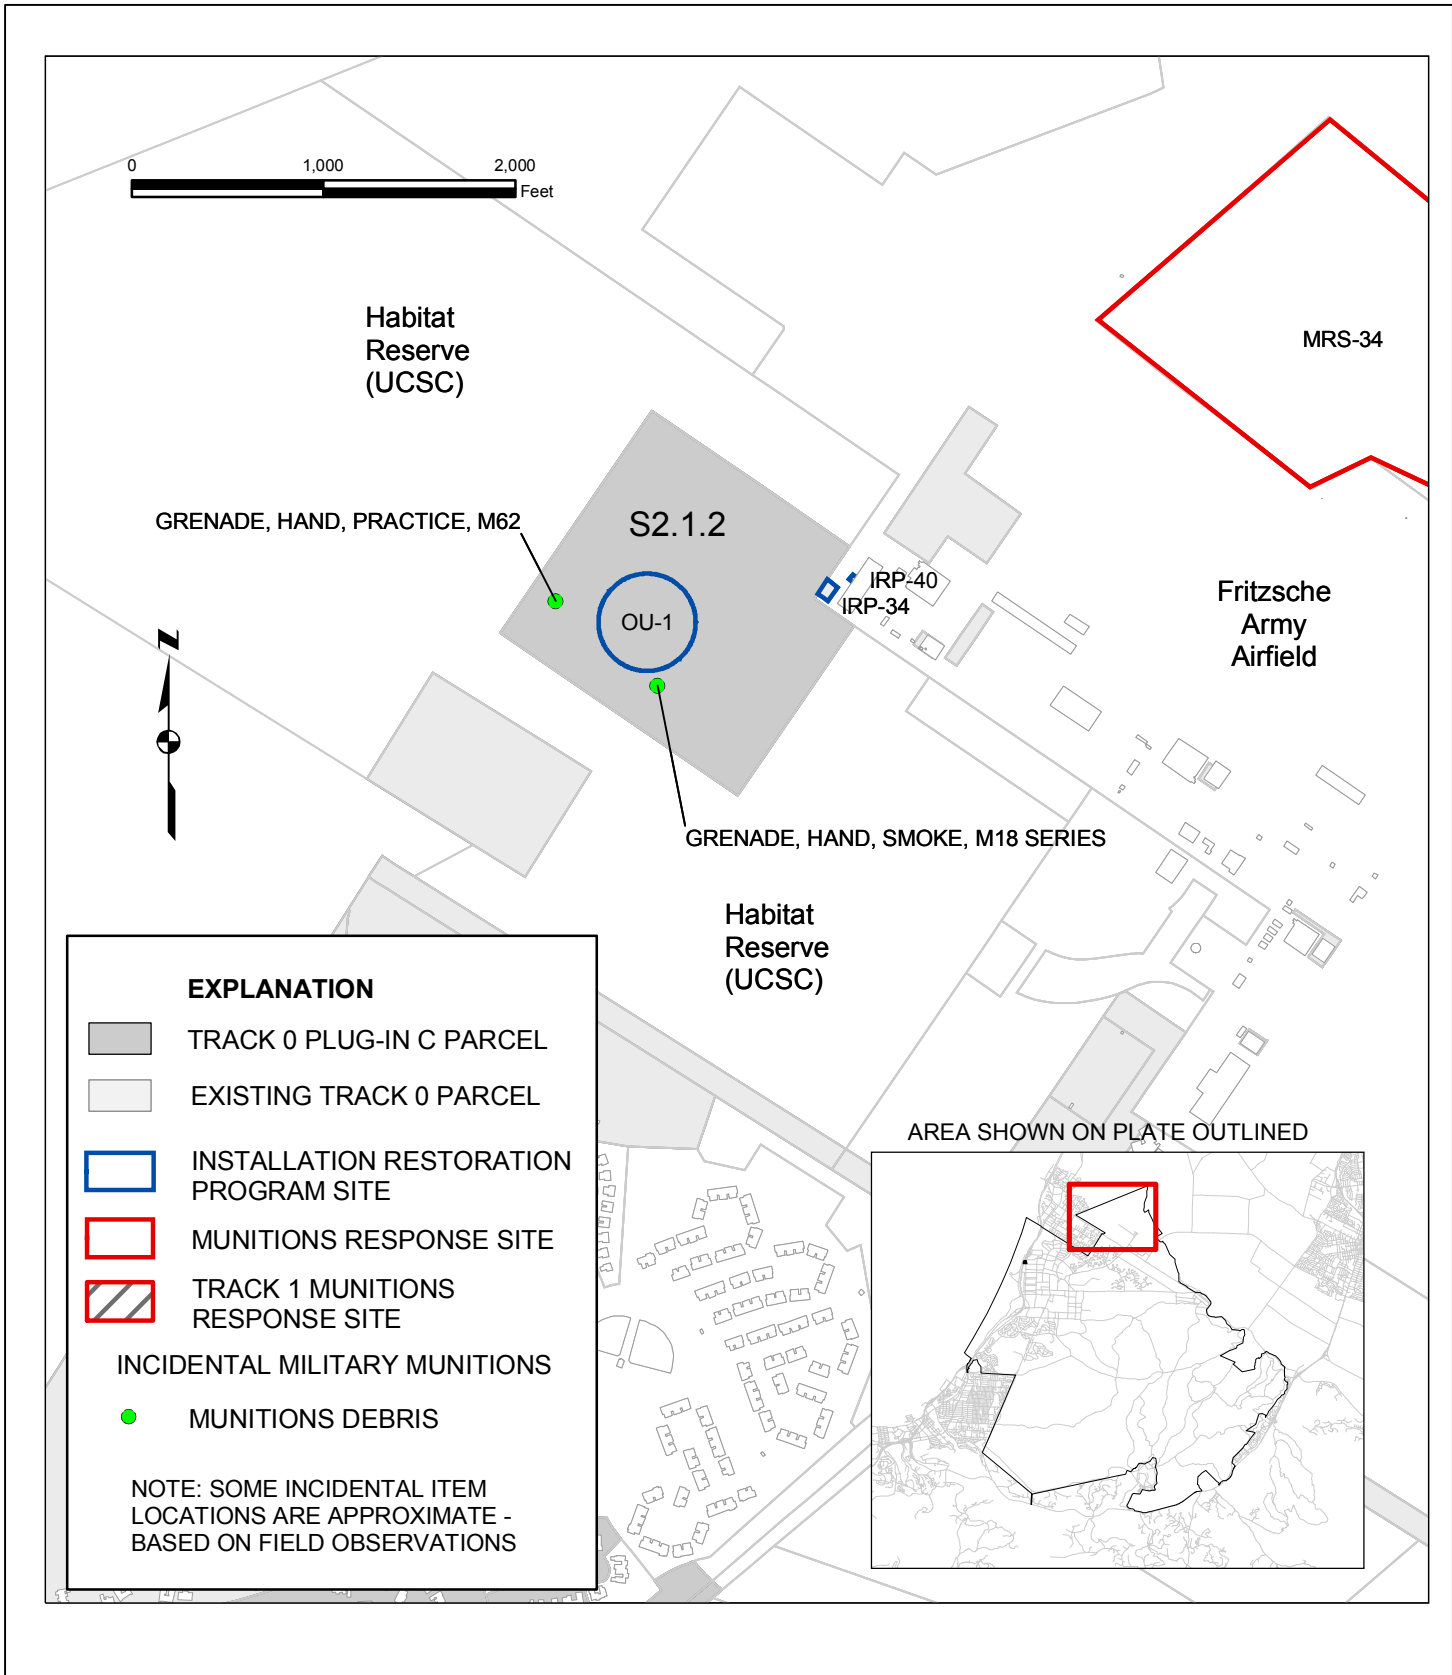 0 1,000 2,000
Feet
Habitat
Reserve
(UCSC)
MRS-34
GRENADE, HAND, PRACTICE, M62
S2.1.2
IRP-40
IRP-34
OU-1
Fritzsche
Army
Airfield
N
GRENADE, HAND, SMOKE, M18 SERIES
Habitat
Reserve
(UCSC)
EXPLANATION
TRACK 0 PLUG-IN C PARCEL
EXISTING TRACK 0 PARCEL
INSTALLATION RESTORATION
PROGRAM SITE
MUNITIONS RESPONSE SITE
TRACK 1 MUNITIONS
RESPONSE SITE
INCIDENTAL MILITARY MUNITIONS
MUNITIONS DEBRIS
NOTE: SOME INCIDENTAL ITEM
LOCATIONS ARE APPROXIMATE -
BASED ON FIELD OBSERVATIONS
AREA SHOWN ON PLATE OUTLINED